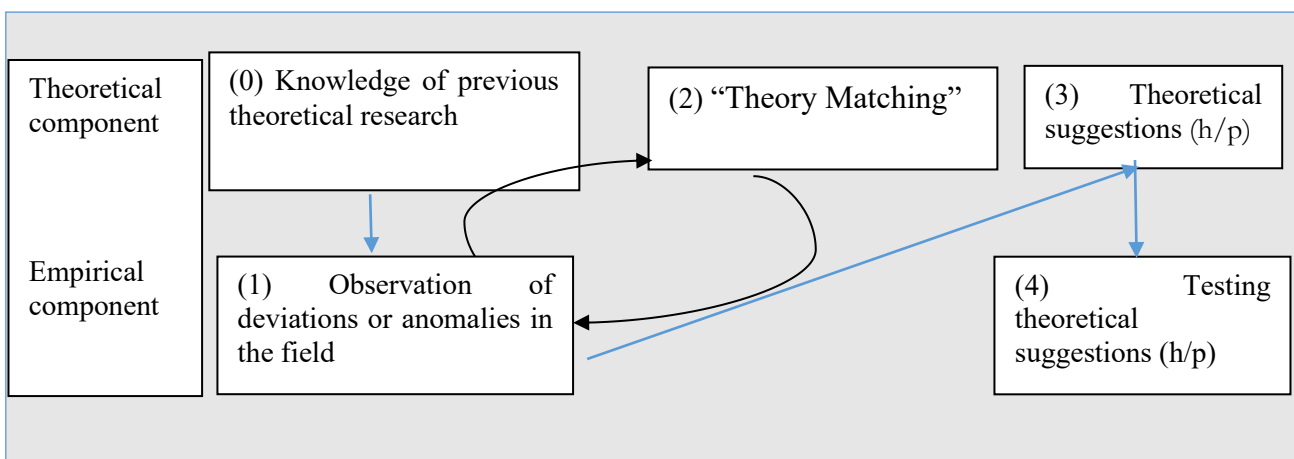 Theoretical
component
Empirical
component
(0) Knowledge of previous
theoretical research
(1) Observation of
deviations or anomalies in
the field
(2) “Theory Matching”
(3) Theoretical
suggestions (h/p)
(4) Testing
theoretical
suggestions (h/p)